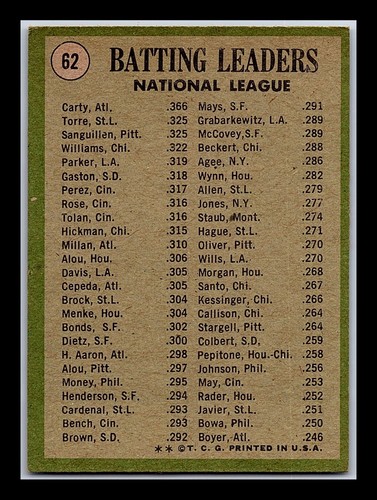 62
BATTING LEADERS
NATIONAL LEAGUE
Carty, Atl. .366
Torre, St.L. .325
Sanguillen, Pitt. .325
Williams, Chi .322
Parker, L.A. .319
Gaston, S.D. .318
Perez, Cin. .317
Rose, Cin. .316
Tolan, Cin. .316
Hickman, Chi .315
Millan, Atl. .310
Alou, Hou. .306
Davis, L.A. .305
Cepeda, Atl. .305
Brock, St.L. .304
Menke, Hou .304
Bonds, S.F. .302
Dietz, S.F. .300
H. Aaron, Atl. .298
Alou, Pitt. .297
Money, Phil. .295
Henderson, S.F. .294
Cardenal, St.L. .293
Bench, Cin. .293
Brown, S.D. .292
Mays, S.F. .291
Grabarkewitz, L.A. .289
McCovey, S.F. .289
Beckert, Chi .288
Agee, N.Y. .286
Wynn, Hou. .282
Allen, St.L. .279
Jones, N.Y. .277
Staub, Mont. .274
Hague, St.L. .271
Oliver, Pitt. .270
Wills, L.A. .270
Morgan, Hou. .268
Santo, Chi. .267
Kessinger, Chi .266
Callison, Chi. .264
Stargell, Pitt .264
Colbert, S.D. .259
Pepitone, Hou.-Chi. .258
Johnson, Phil. .256
May, Cin. .253
Rader, Hou. .252
Javier, St.L. .251
Bowa, Phil. .250
Boyer, Atl. .246
** © T. C. G. PRINTED IN U.S.A.